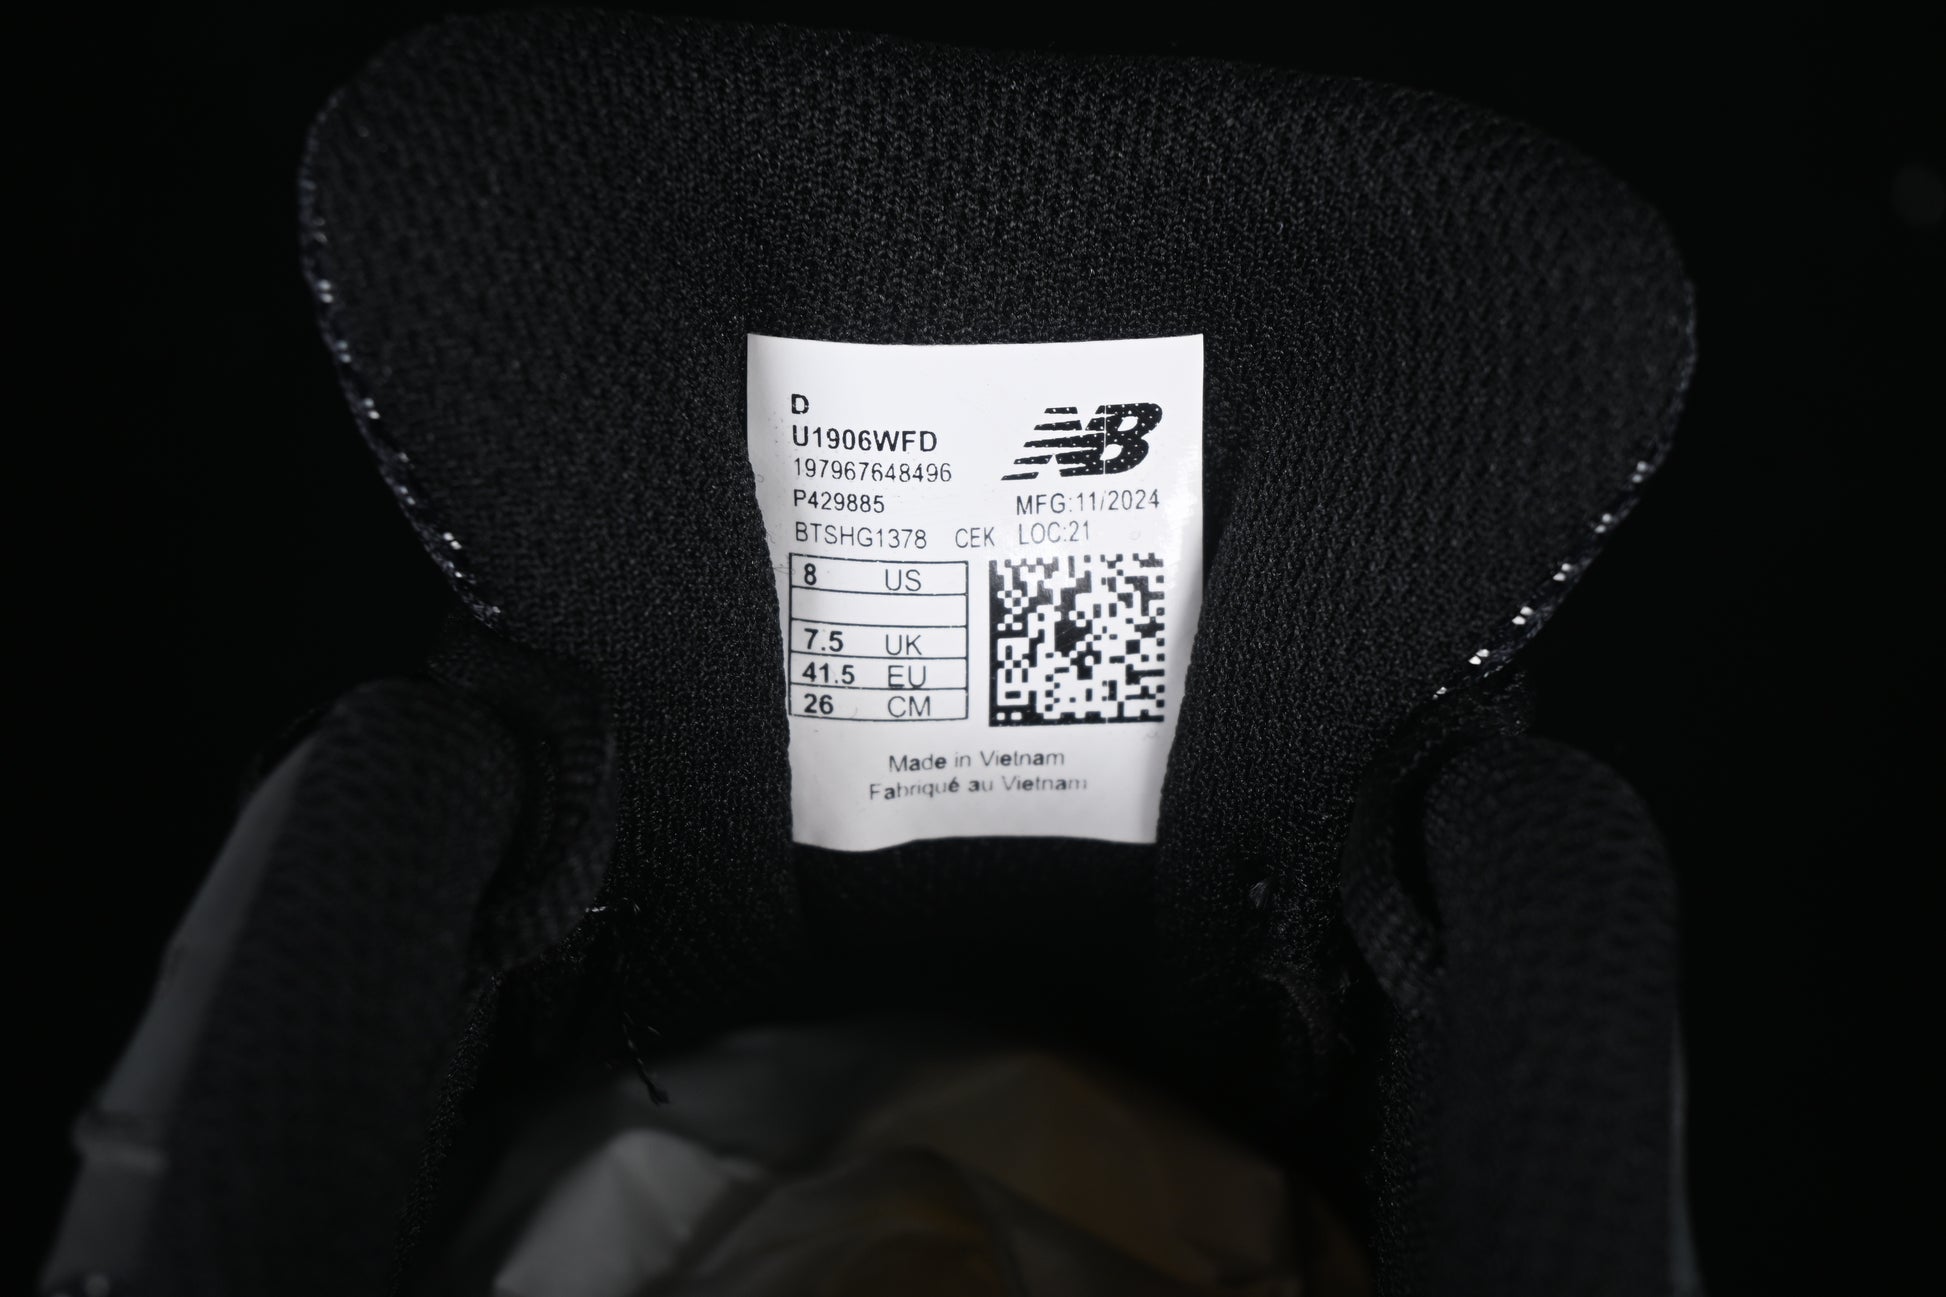 D
U1906WFD
197967648496
P429885
MFG:11/2024
BTSHG1378 CEK LOC:21
8 US
7.5 UK
41.5 EU
26 CM
Made in Vietnam
Fabriqué au Vietnam
NB